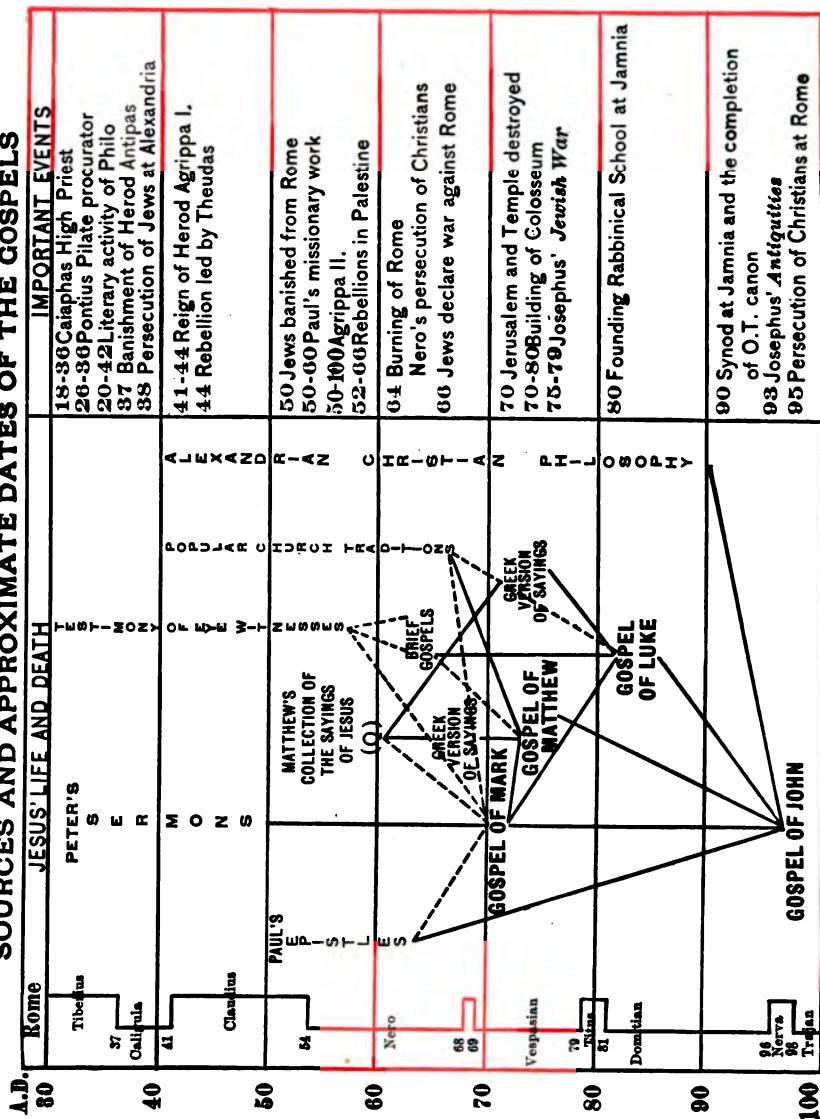 SOURCES AND APPROXIMATE DATES OF THE GOSPELS
A.D.
Rome
JESUS' LIFE AND DEATH
IMPORTANT EVENTS
30
40
50
60
70
80
90
100
Tiberius
37
Caligula
41
Claudius
54
Nero
68
69
Vespasian
79
Titus
81
Domitian
96
Nerva
98
Trajan
PAUL'S
EPISTLES
PETER'S
SERMONS
MATTHEW'S
COLLECTION OF
THE SAYINGS
OF JESUS
(Q)
TESTIMONY OF EYE WITNESSES
POPULAR CHURCH TRADITIONS
ALEXANDRIAN CHRISTIAN PHILOSOPHY
BRIEF
GOSPELS
GREEK
VERSION
OF SAYINGS
GREEK
VERSION
OF SAYINGS
GOSPEL OF MARK
GOSPEL OF
MATTHEW
GOSPEL
OF LUKE
GOSPEL OF JOHN
18-36 Caiaphas High Priest
26-36 Pontius Pilate procurator
20-42 Literary activity of Philo
37 Banishment of Herod Antipas
38 Persecution of Jews at Alexandria
41-44 Reign of Herod Agrippa I.
44 Rebellion led by Theudas
50 Jews banished from Rome
50-60 Paul's missionary work
50-100 Agrippa II.
52-66 Rebellions in Palestine
64 Burning of Rome
Nero's persecution of Christians
66 Jews declare war against Rome
70 Jerusalem and Temple destroyed
70-80 Building of Colosseum
75-79 Josephus' Jewish War
80 Founding Rabbinical School at Jamnia
90 Synod at Jamnia and the completion
of O.T. canon
93 Josephus' Antiquities
95 Persecution of Christians at Rome